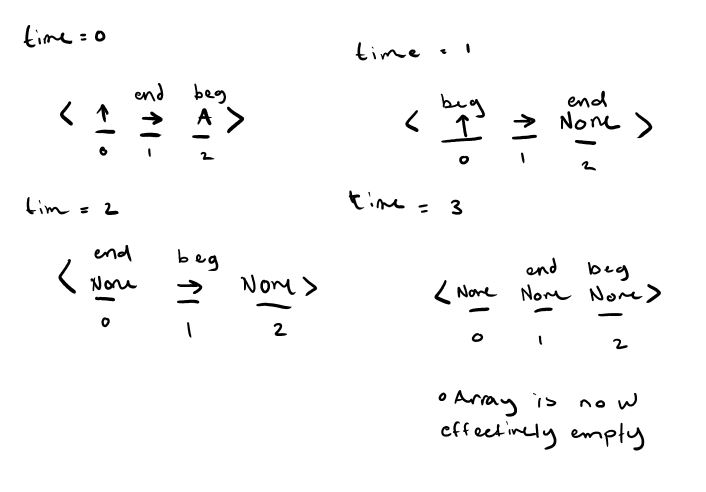 time = 0
end beg
< ↑ → A >
0 1 2
time = 1
beg end
< ↑ → None >
0 1 2
tim = 2
end beg
< None → None >
0 1 2
time = 3
end beg
< None None None >
0 1 2
o Array is now
effectively empty